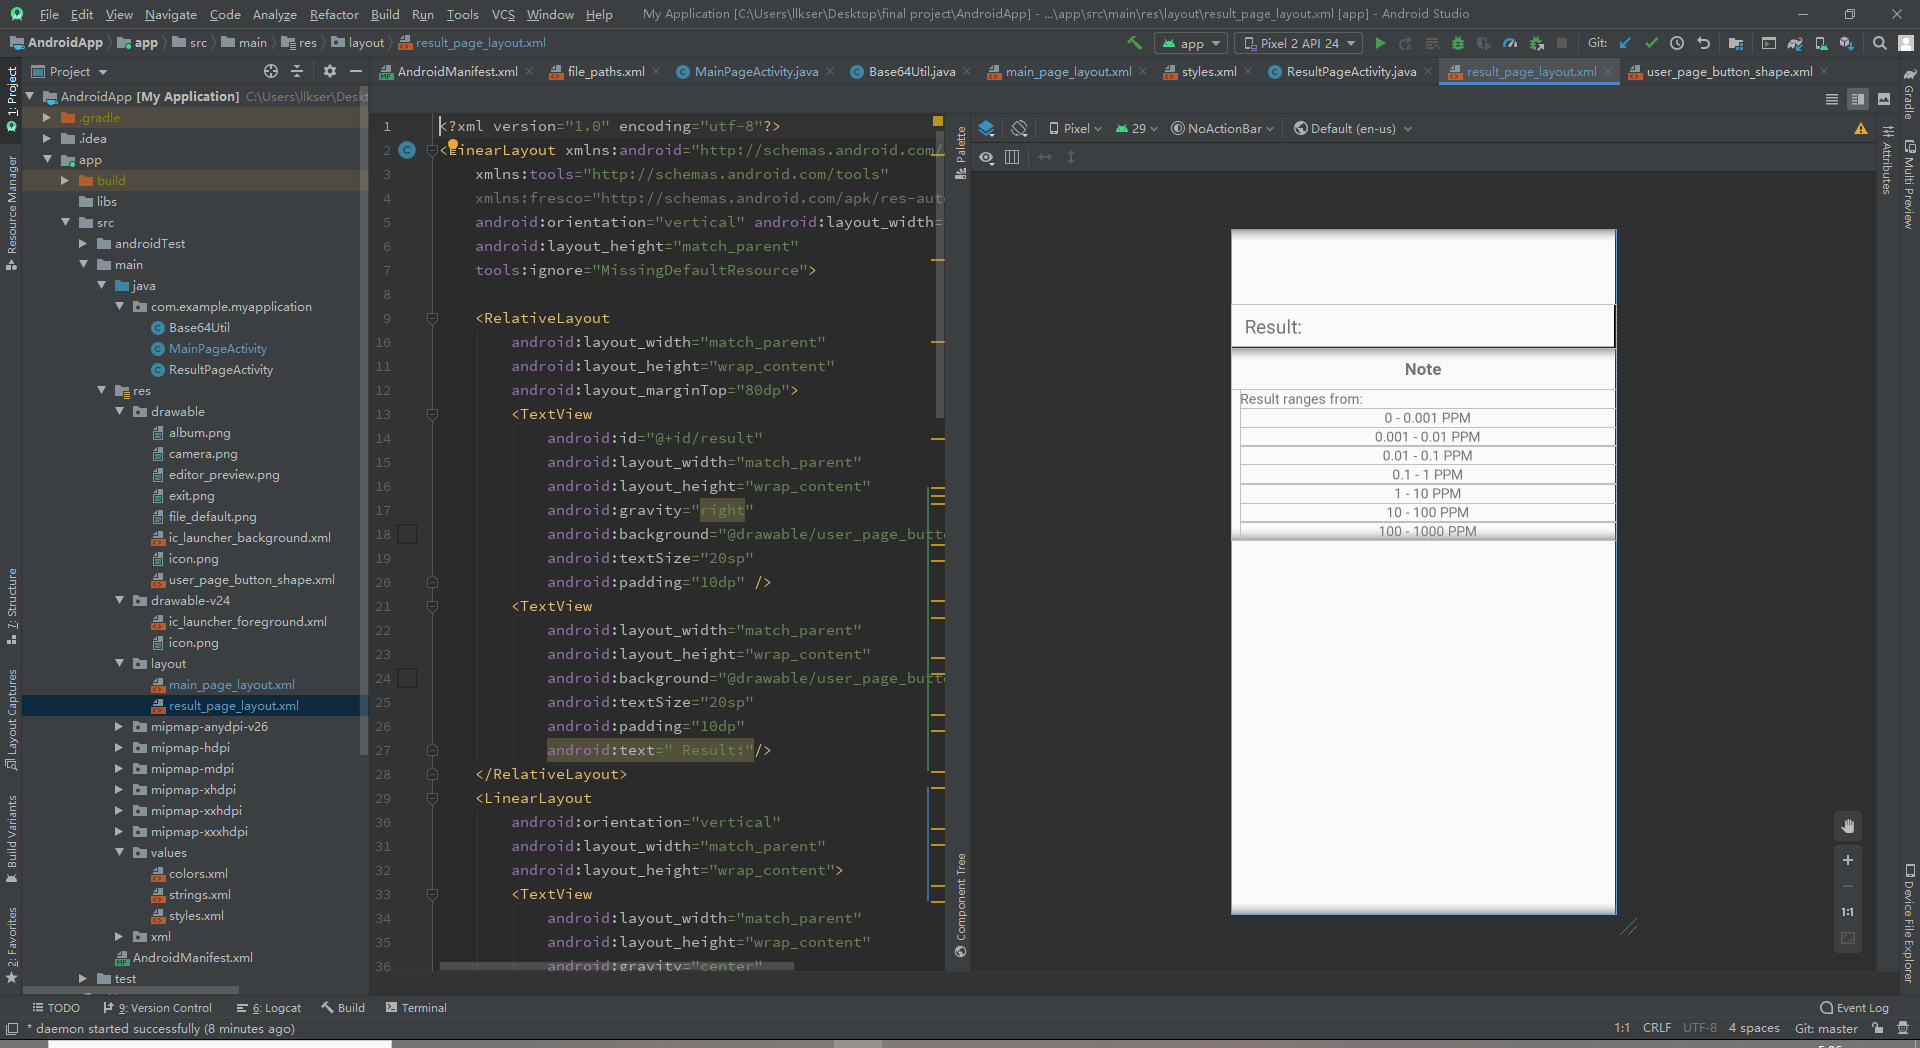 File Edit View Navigate Code Analyze Refactor Build Run Tools VCS Window Help My Application [C:\Users\llkser\Desktop\final project\AndroidApp] - ...\app\src\main\res\layout\result_page_layout.xml [app] - Android Studio
AndroidApp app src main res layout result_page_layout.xml app Pixel 2 API 24 Git:
Project AndroidManifest.xml file_paths.xml MainPageActivity.java Base64Util.java main_page_layout.xml styles.xml ResultPageActivity.java result_page_layout.xml user_page_button_shape.xml
1: Project
Resource Manager
7: Structure
Layout Captures
Build Variants
2: Favorites
AndroidApp [My Application] C:\Users\llkser\Deskt
.gradle
.idea
app
build
libs
src
androidTest
main
java
com.example.myapplication
Base64Util
MainPageActivity
ResultPageActivity
res
drawable
album.png
camera.png
editor_preview.png
exit.png
file_default.png
ic_launcher_background.xml
icon.png
user_page_button_shape.xml
drawable-v24
ic_launcher_foreground.xml
icon.png
layout
main_page_layout.xml
result_page_layout.xml
mipmap-anydpi-v26
mipmap-hdpi
mipmap-mdpi
mipmap-xhdpi
mipmap-xxhdpi
mipmap-xxxhdpi
values
colors.xml
strings.xml
styles.xml
xml
AndroidManifest.xml
test
1 <?xml version="1.0" encoding="utf-8"?>
2 <LinearLayout xmlns:android="http://schemas.android.com/
3 xmlns:tools="http://schemas.android.com/tools"
4 xmlns:fresco="http://schemas.android.com/apk/res-aut
5 android:orientation="vertical" android:layout_width=
6 android:layout_height="match_parent"
7 tools:ignore="MissingDefaultResource">
8
9 <RelativeLayout
10 android:layout_width="match_parent"
11 android:layout_height="wrap_content"
12 android:layout_marginTop="80dp">
13 <TextView
14 android:id="@+id/result"
15 android:layout_width="match_parent"
16 android:layout_height="wrap_content"
17 android:gravity="right"
18 android:background="@drawable/user_page_butt
19 android:textSize="20sp"
20 android:padding="10dp" />
21 <TextView
22 android:layout_width="match_parent"
23 android:layout_height="wrap_content"
24 android:background="@drawable/user_page_butt
25 android:textSize="20sp"
26 android:padding="10dp"
27 android:text=" Result:"/>
28 </RelativeLayout>
29 <LinearLayout
30 android:orientation="vertical"
31 android:layout_width="match_parent"
32 android:layout_height="wrap_content">
33 <TextView
34 android:layout_width="match_parent"
35 android:layout_height="wrap_content"
36 android:gravity="center"
Palette
Component Tree
Pixel 29 NoActionBar Default (en-us)
Result:
Note
Result ranges from:
0 - 0.001 PPM
0.001 - 0.01 PPM
0.01 - 0.1 PPM
0.1 - 1 PPM
1 - 10 PPM
10 - 100 PPM
100 - 1000 PPM
1:1
Attributes
Gradle
Multi Preview
Device File Explorer
TODO 9: Version Control 6: Logcat Build Terminal Event Log
* daemon started successfully (8 minutes ago) 1:1 CRLF UTF-8 4 spaces Git: master